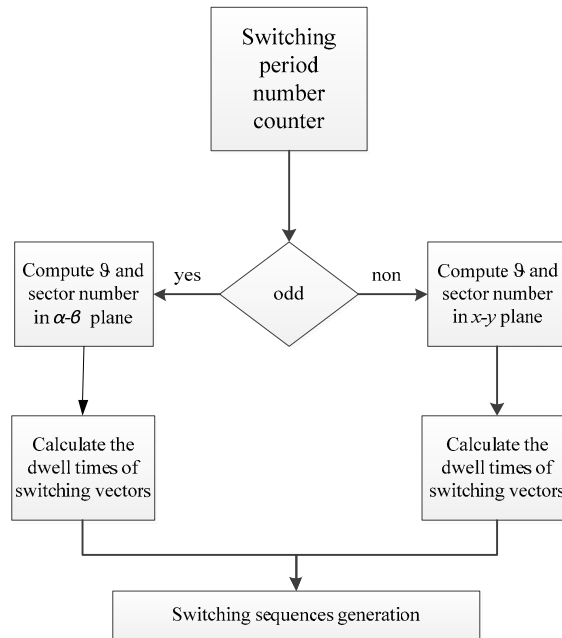 Switching
period
number
counter
yes
odd
non
Compute ϑ and
sector number
in α-β plane
Compute ϑ and
sector number
in x-y plane
Calculate the
dwell times of
switching vectors
Calculate the
dwell times of
switching vectors
Switching sequences generation